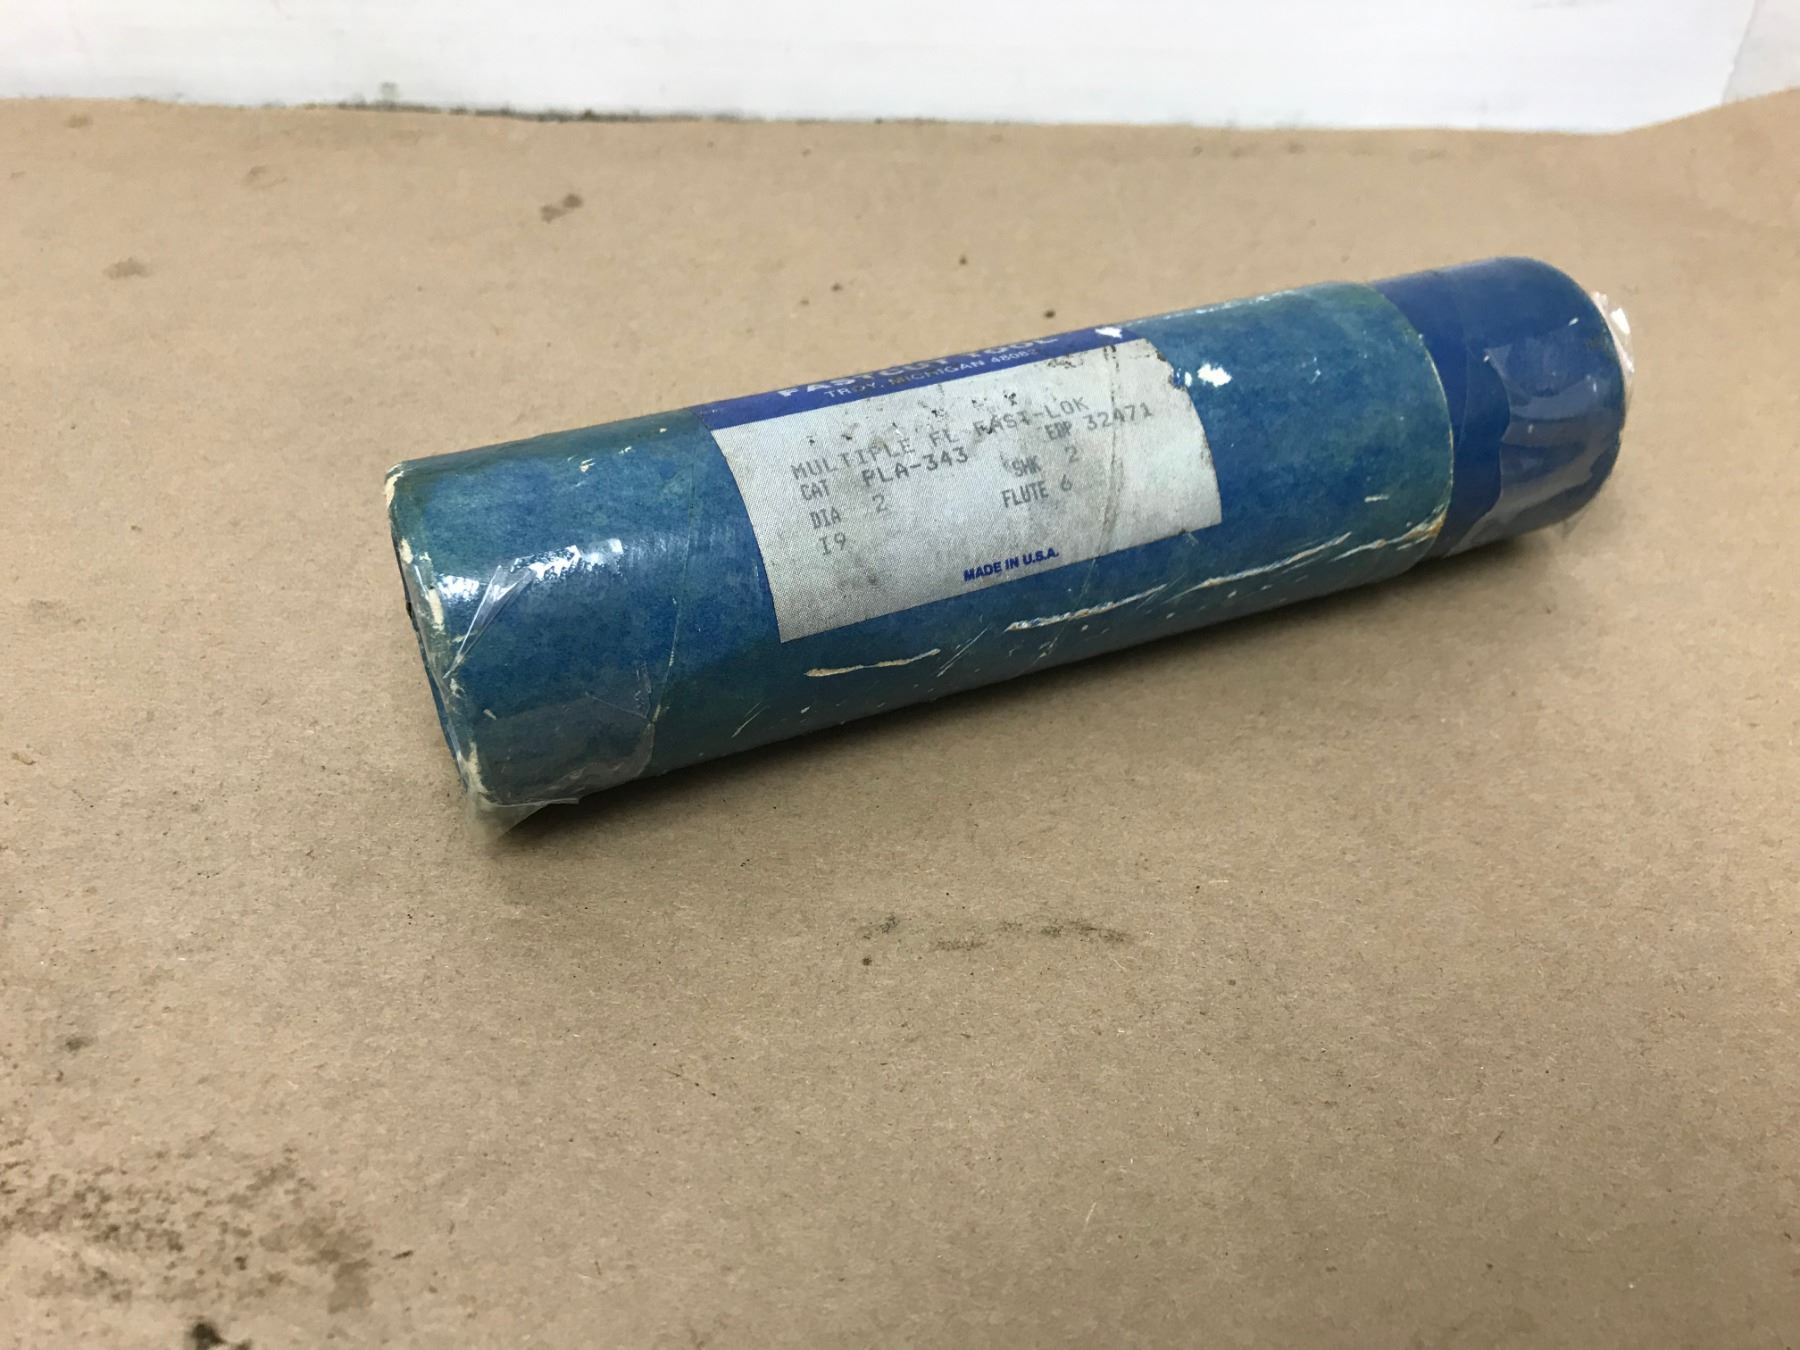 FASTCUT TOOL
TROY, MICHIGAN 48083
MULTIPLE FL FAST-LOK
CAT PLA-343 EDP 32471
DIA 2 SHK 2
I9 FLUTE 6
MADE IN U.S.A.